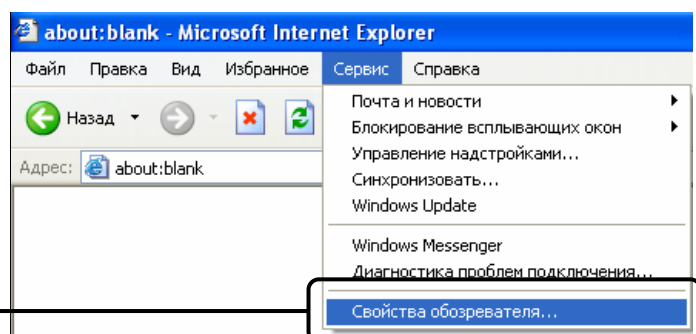 about:blank - Microsoft Internet Explorer
Файл Правка Вид Избранное Сервис Справка
Назад
Адрес: about:blank
Почта и новости
Блокирование всплывающих окон
Управление надстройками...
Синхронизовать...
Windows Update
Windows Messenger
Диагностика проблем подключения...
Свойства обозревателя...